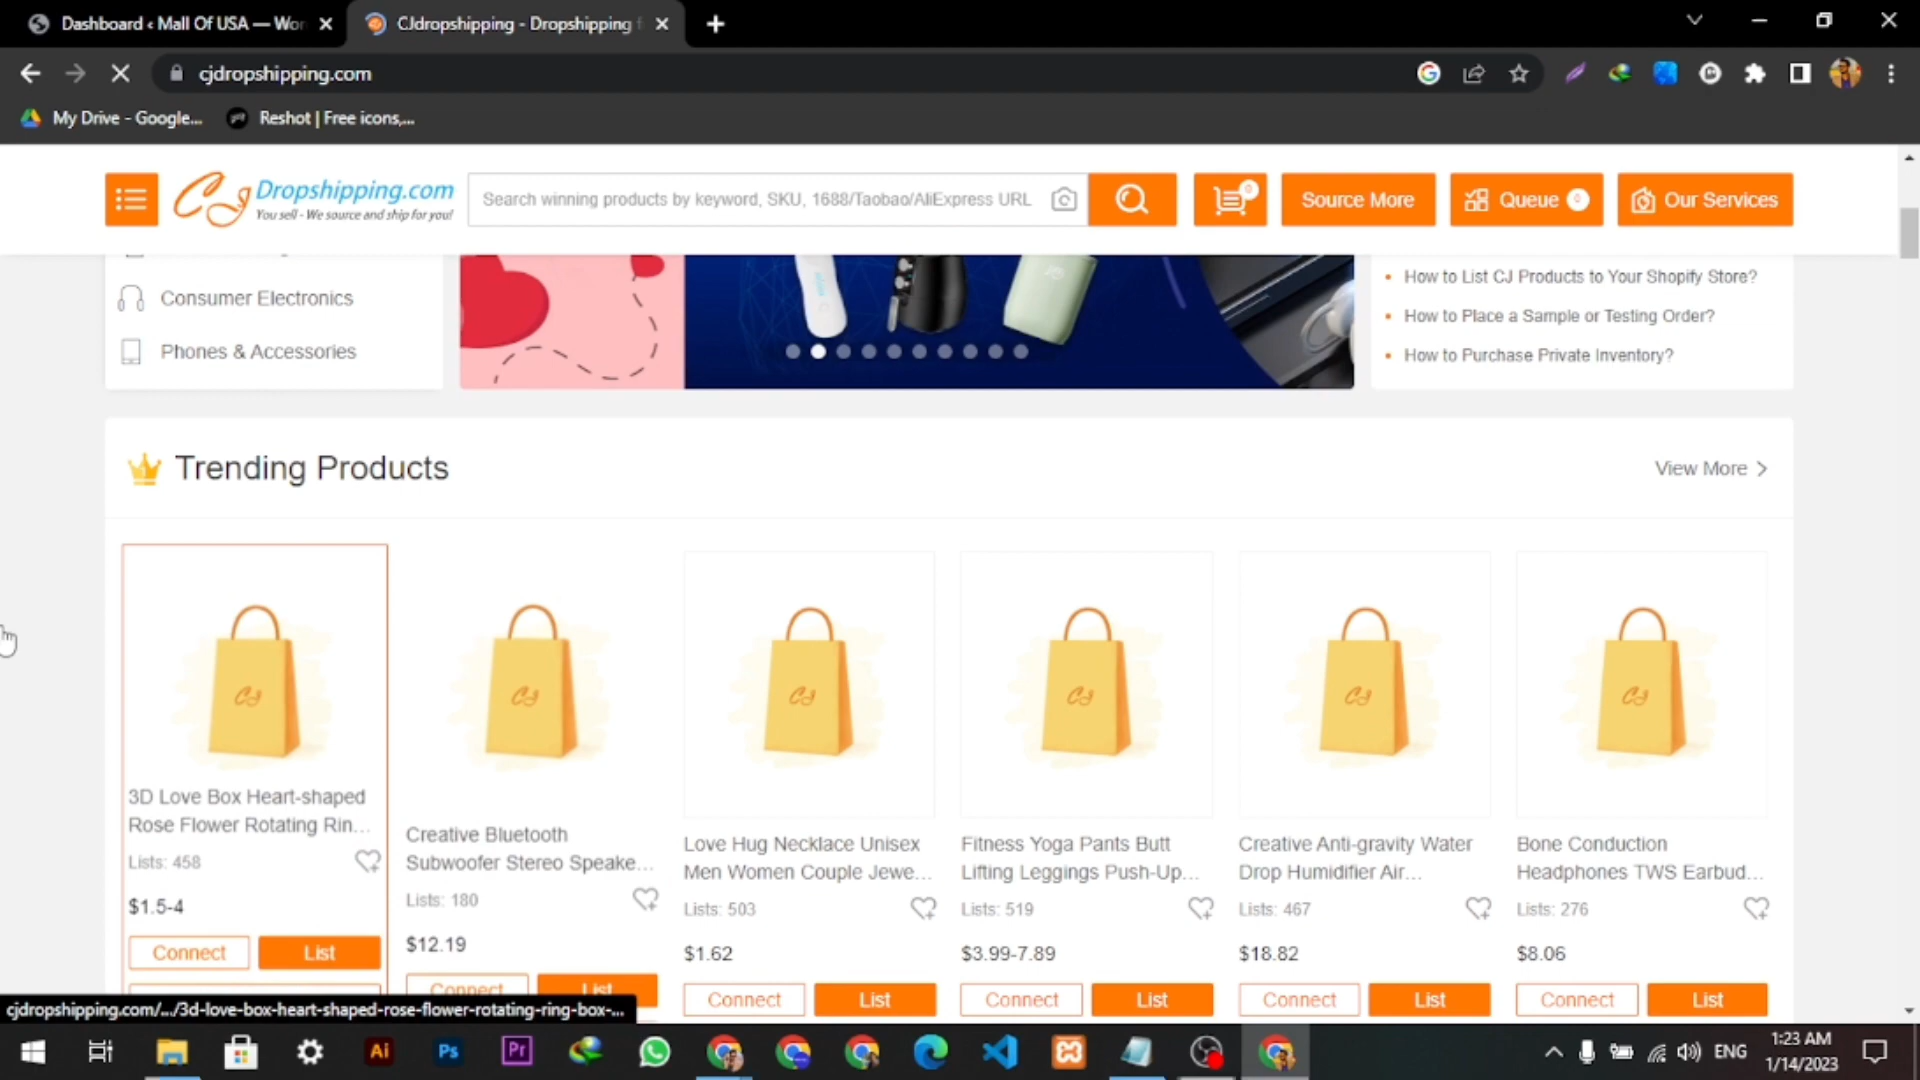 Dashboard ‹ Mall Of USA — Wor
CJdropshipping - Dropshipping f
cjdropshipping.com
My Drive - Google...
Reshot | Free icons,...
CJ Dropshipping.com
You sell - We source and ship for you!
Search winning products by keyword, SKU, 1688/Taobao/AliExpress URL
0
Source More
Queue 0
Our Services
Consumer Electronics
Phones & Accessories
How to List CJ Products to Your Shopify Store?
How to Place a Sample or Testing Order?
How to Purchase Private Inventory?
Trending Products
View More
3D Love Box Heart-shaped
Rose Flower Rotating Rin...
Lists: 458
$1.5-4
Connect
List
Creative Bluetooth
Subwoofer Stereo Speake...
Lists: 180
$12.19
Connect
List
Love Hug Necklace Unisex
Men Women Couple Jewe...
Lists: 503
$1.62
Connect
List
Fitness Yoga Pants Butt
Lifting Leggings Push-Up...
Lists: 519
$3.99-7.89
Connect
List
Creative Anti-gravity Water
Drop Humidifier Air...
Lists: 467
$18.82
Connect
List
Bone Conduction
Headphones TWS Earbud...
Lists: 276
$8.06
Connect
List
cjdropshipping.com/.../3d-love-box-heart-shaped-rose-flower-rotating-ring-box-...
Ai
Ps
Pr
ENG
1:23 AM
1/14/2023